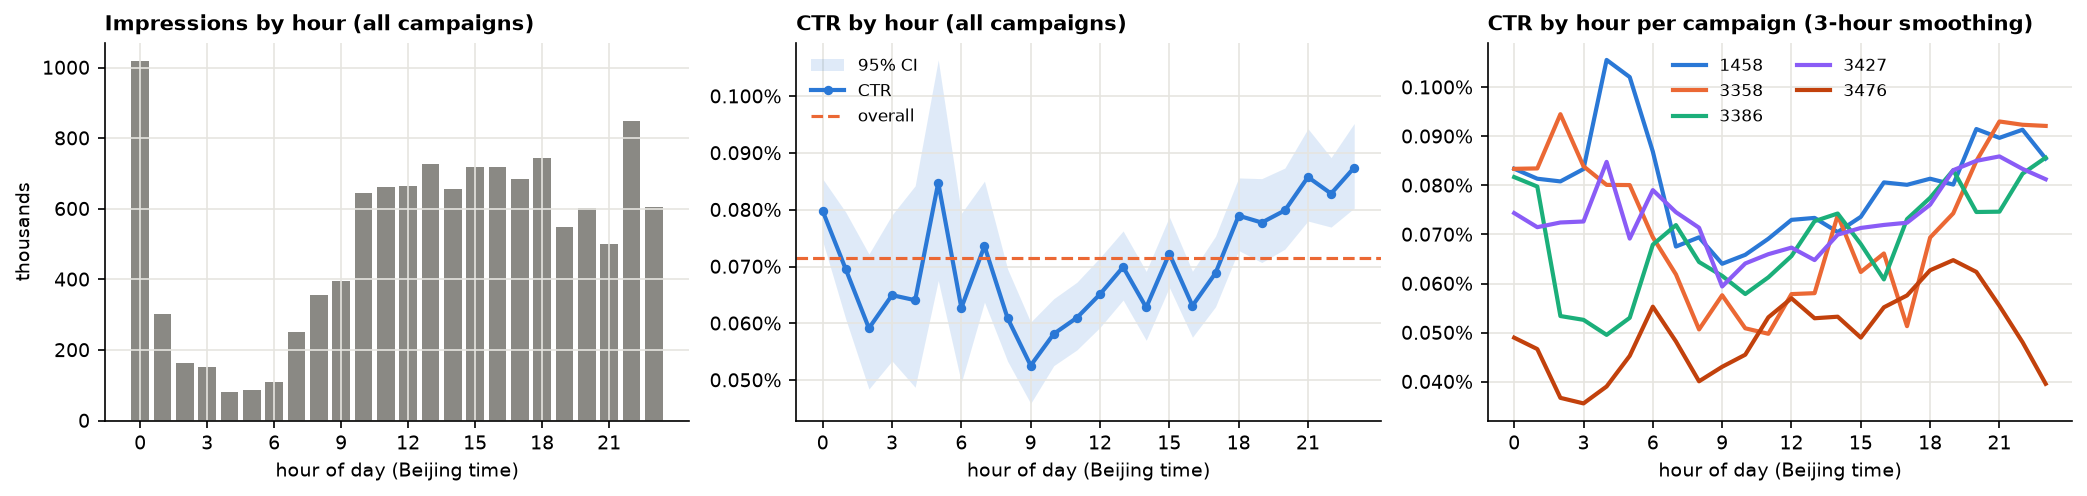 Impressions by hour (all campaigns)
thousands
1000
800
600
400
200
0
0 3 6 9 12 15 18 21
hour of day (Beijing time)
CTR by hour (all campaigns)
95% CI
CTR
overall
0.100%
0.090%
0.080%
0.070%
0.060%
0.050%
0 3 6 9 12 15 18 21
hour of day (Beijing time)
CTR by hour per campaign (3-hour smoothing)
1458 3427
3358 3476
3386
0.100%
0.090%
0.080%
0.070%
0.060%
0.050%
0.040%
0 3 6 9 12 15 18 21
hour of day (Beijing time)